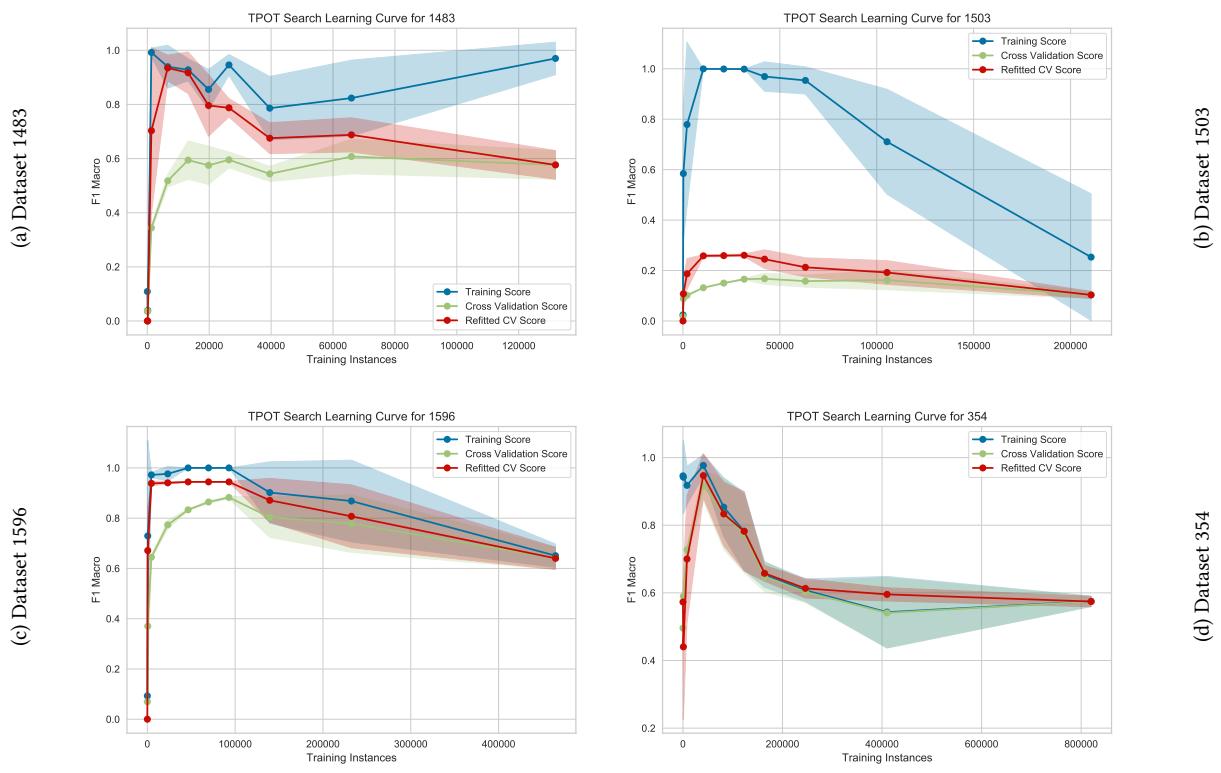 TPOT Search Learning Curve for 1483
1.0
0.8
0.6
0.4
0.2
0.0
F1 Macro
Training Score
Cross Validation Score
Refitted CV Score
0 20000 40000 60000 80000 100000 120000
Training Instances
(a) Dataset 1483
TPOT Search Learning Curve for 1503
1.0
0.8
0.6
0.4
0.2
0.0
F1 Macro
Training Score
Cross Validation Score
Refitted CV Score
0 50000 100000 150000 200000
Training Instances
(b) Dataset 1503
TPOT Search Learning Curve for 1596
1.0
0.8
0.6
0.4
0.2
0.0
F1 Macro
Training Score
Cross Validation Score
Refitted CV Score
0 100000 200000 300000 400000
Training Instances
(c) Dataset 1596
TPOT Search Learning Curve for 354
1.0
0.8
0.6
0.4
0.2
F1 Macro
Training Score
Cross Validation Score
Refitted CV Score
0 200000 400000 600000 800000
Training Instances
(d) Dataset 354